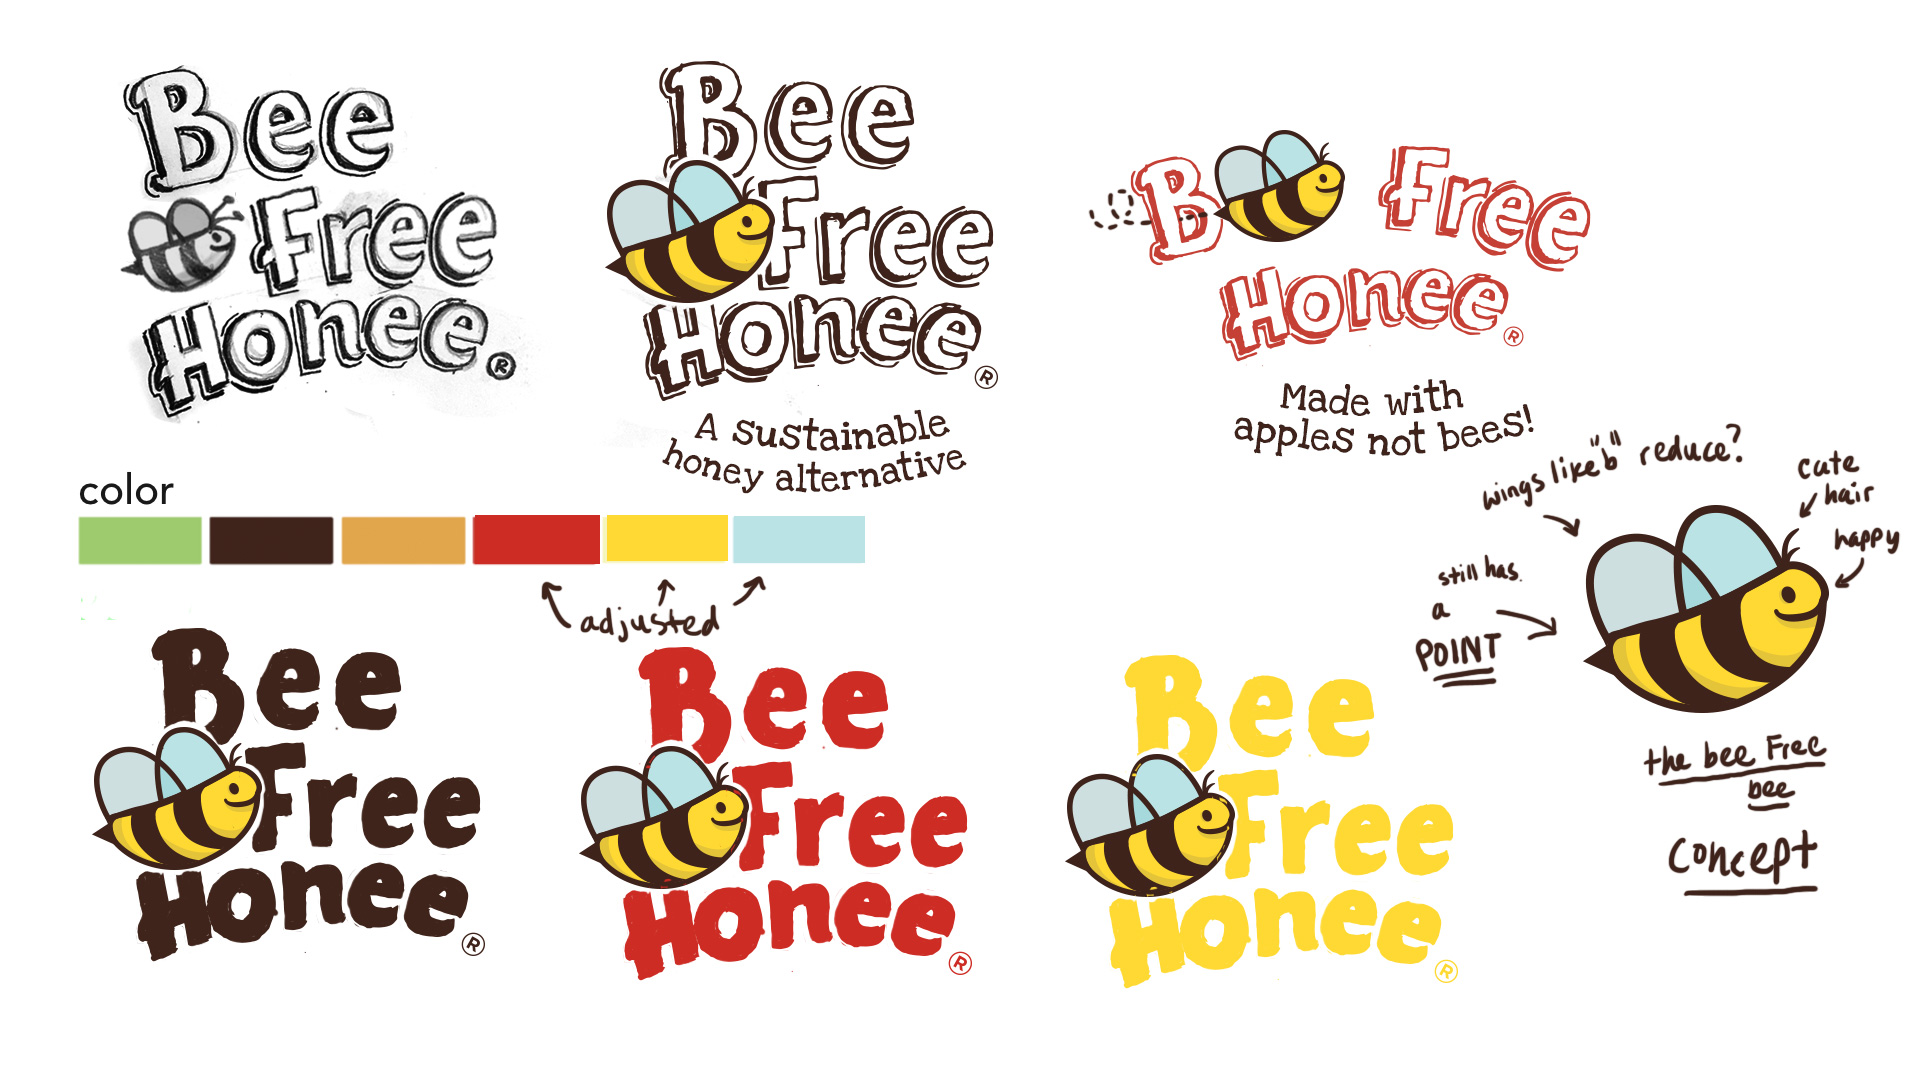 Bee
Free
Honee®
Bee
Free
Honee®
A sustainable
honey alternative
B Free
Honee®
Made with
apples not bees!
color
adjusted
wings like "b" reduce?
cute
hair
happy
still has
a
POINT
the bee Free
bee
concept
Bee
Free
Honee®
Bee
Free
Honee®
Bee
Free
Honee®